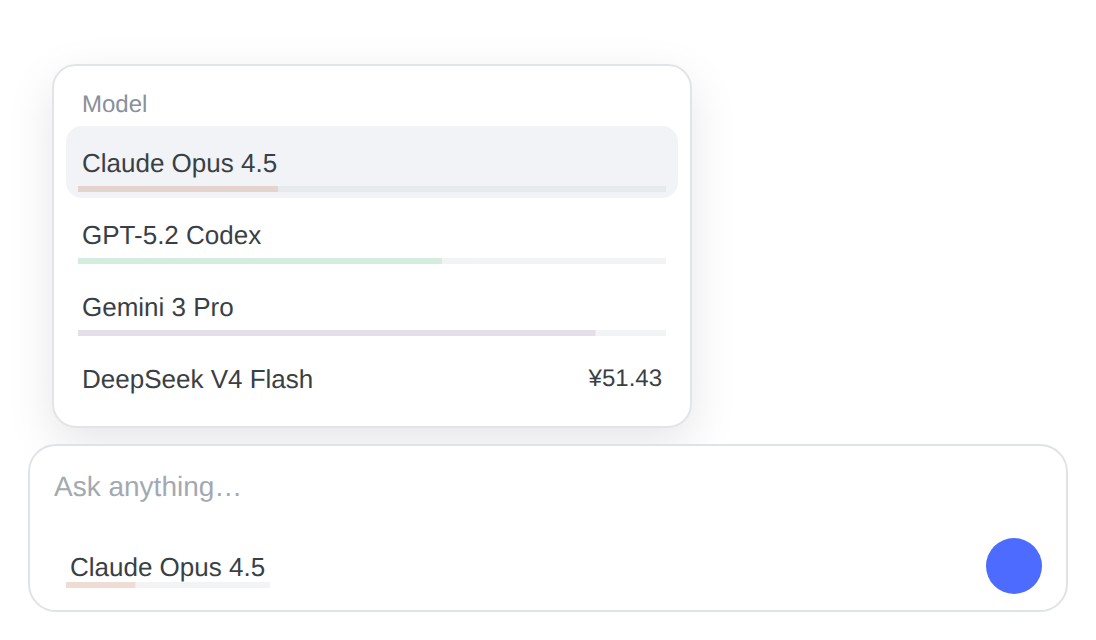 Model
Claude Opus 4.5
GPT-5.2 Codex
Gemini 3 Pro
DeepSeek V4 Flash ¥51.43
Ask anything…
Claude Opus 4.5